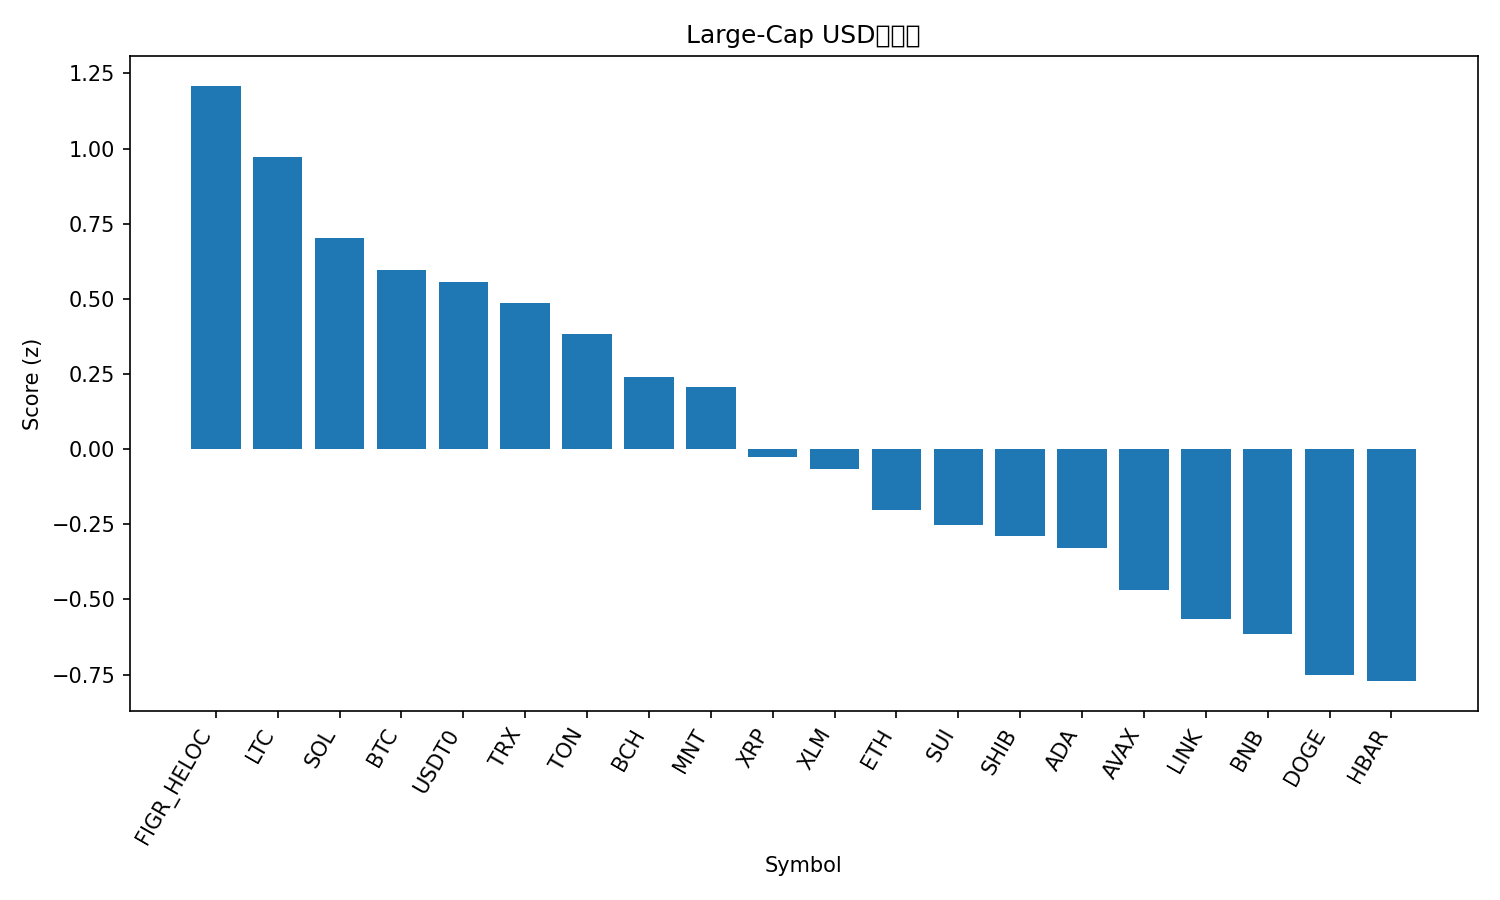 Large-Cap USD
1.25
1.00
0.75
0.50
0.25
0.00
−0.25
−0.50
−0.75
Score (z)
FIGR_HELOC
LTC
SOL
BTC
USDT0
TRX
TON
BCH
MNT
XRP
XLM
ETH
SUI
SHIB
ADA
AVAX
LINK
BNB
DOGE
HBAR
Symbol